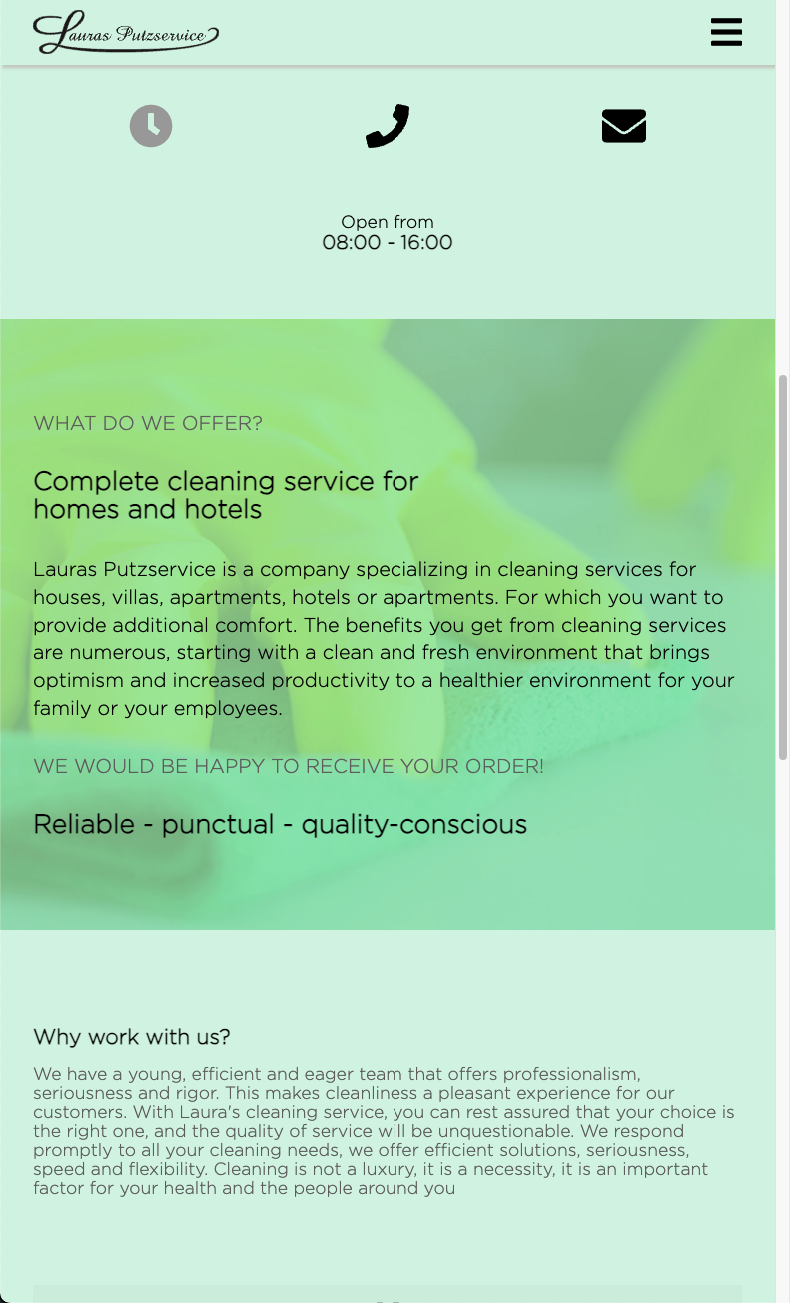 Lauras Putzservice
Open from
08:00 - 16:00
WHAT DO WE OFFER?
Complete cleaning service for
homes and hotels
Lauras Putzservice is a company specializing in cleaning services for
houses, villas, apartments, hotels or apartments. For which you want to
provide additional comfort. The benefits you get from cleaning services
are numerous, starting with a clean and fresh environment that brings
optimism and increased productivity to a healthier environment for your
family or your employees.
WE WOULD BE HAPPY TO RECEIVE YOUR ORDER!
Reliable - punctual - quality-conscious
Why work with us?
We have a young, efficient and eager team that offers professionalism,
seriousness and rigor. This makes cleanliness a pleasant experience for our
customers. With Laura's cleaning service, you can rest assured that your choice is
the right one, and the quality of service will be unquestionable. We respond
promptly to all your cleaning needs, we offer efficient solutions, seriousness,
speed and flexibility. Cleaning is not a luxury, it is a necessity, it is an important
factor for your health and the people around you